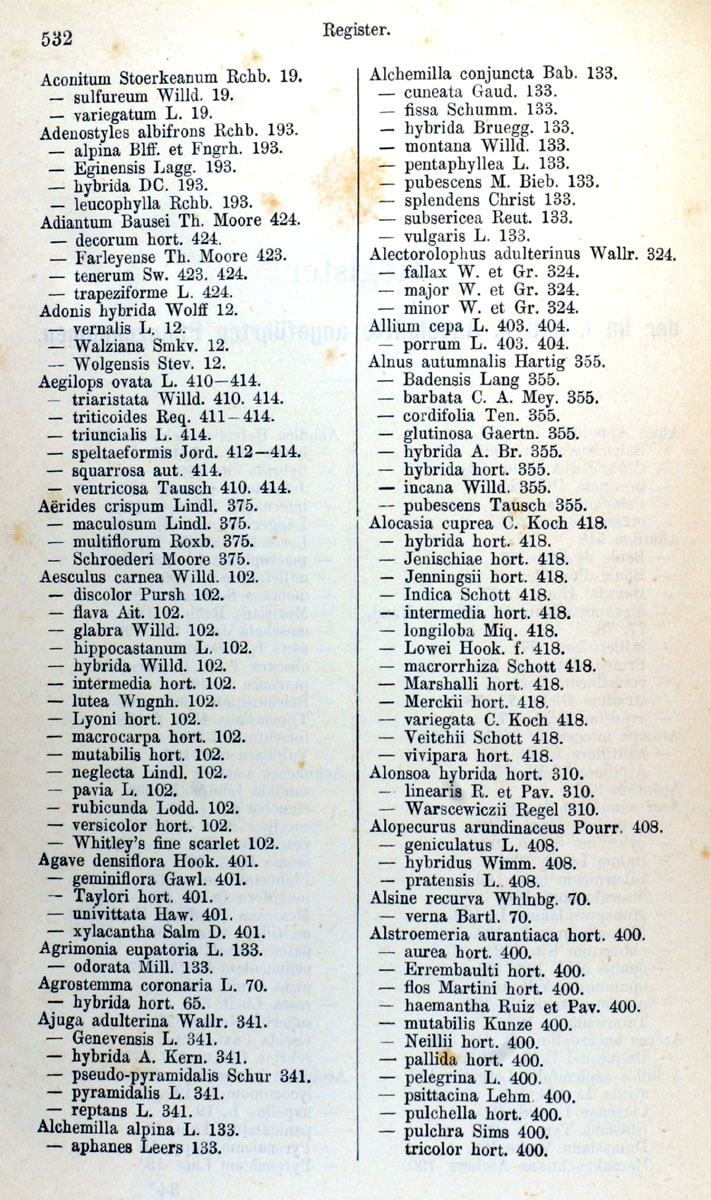 532
Register.
Aconitum Stoerkeanum Rchb. 19.
— sulfureum Willd. 19.
— variegatum L. 19.
Adenostyles albifrons Rchb. 193.
— alpina Blff. et Fngrh. 193.
— Eginensis Lagg. 193.
— hybrida DC. 193.
— leucophylla Rchb. 193.
Adiantum Bausei Th. Moore 424.
— decorum hort. 424.
— Farleyense Th. Moore 423.
— tenerum Sw. 423. 424.
— trapeziforme L. 424.
Adonis hybrida Wolff 12.
— vernalis L. 12.
— Walziana Smkv. 12.
— Wolgensis Stev. 12.
Aegilops ovata L. 410—414.
— triaristata Willd. 410. 414.
— triticoides Req. 411—414.
— triuncialis L. 414.
— speltaeformis Jord. 412—414.
— squarrosa aut. 414.
— ventricosa Tausch 410. 414.
Aërides crispum Lindl. 375.
— maculosum Lindl. 375.
— multiflorum Roxb. 375.
— Schroederi Moore 375.
Aesculus carnea Willd. 102.
— discolor Pursh 102.
— flava Ait. 102.
— glabra Willd. 102.
— hippocastanum L. 102.
— hybrida Willd. 102.
— intermedia hort. 102.
— lutea Wngnh. 102.
— Lyoni hort. 102.
— macrocarpa hort. 102.
— mutabilis hort. 102.
— neglecta Lindl. 102.
— pavia L. 102.
— rubicunda Lodd. 102.
— versicolor hort. 102.
— Whitley's fine scarlet 102.
Agave densiflora Hook. 401.
— geminiflora Gawl. 401.
— Taylori hort. 401.
— univittata Haw. 401.
— xylacantha Salm D. 401.
Agrimonia eupatoria L. 133.
— odorata Mill. 133.
Agrostemma coronaria L. 70.
— hybrida hort. 65.
Ajuga adulterina Wallr. 341.
— Genevensis L. 341.
— hybrida A. Kern. 341.
— pseudo-pyramidalis Schur 341.
— pyramidalis L. 341.
— reptans L. 341.
Alchemilla alpina L. 133.
— aphanes Leers 133.
Alchemilla conjuncta Bab. 133.
— cuneata Gaud. 133.
— fissa Schumm. 133.
— hybrida Bruegg. 133.
— montana Willd. 133.
— pentaphyllea L. 133.
— pubescens M. Bieb. 133.
— splendens Christ 133.
— subsericea Reut. 133.
— vulgaris L. 133.
Alectorolophus adulterinus Wallr. 324.
— fallax W. et Gr. 324.
— major W. et Gr. 324.
— minor W. et Gr. 324.
Allium cepa L. 403. 404.
— porrum L. 403. 404.
Alnus autumnalis Hartig 355.
— Badensis Lang 355.
— barbata C. A. Mey. 355.
— cordifolia Ten. 355.
— glutinosa Gaertn. 355.
— hybrida A. Br. 355.
— hybrida hort. 355.
— incana Willd. 355.
— pubescens Tausch 355.
Alocasia cuprea C. Koch 418.
— hybrida hort. 418.
— Jenischiae hort. 418.
— Jenningsii hort. 418.
— Indica Schott 418.
— intermedia hort. 418.
— longiloba Miq. 418.
— Lowei Hook. f. 418.
— macrorrhiza Schott 418.
— Marshalli hort. 418.
— Merckii hort. 418.
— variegata C. Koch 418.
— Veitchii Schott 418.
— vivipara hort. 418.
Alonsoa hybrida hort. 310.
— linearis R. et Pav. 310.
— Warscewiczii Regel 310.
Alopecurus arundinaceus Pourr. 408.
— geniculatus L. 408.
— hybridus Wimm. 408.
— pratensis L. 408.
Alsine recurva Whlnbg. 70.
— verna Bartl. 70.
Alstroemeria aurantiaca hort. 400.
— aurea hort. 400.
— Errembaulti hort. 400.
— flos Martini hort. 400.
— haemantha Ruiz et Pav. 400.
— mutabilis Kunze 400.
— Neillii hort. 400.
— pallida hort. 400.
— pelegrina L. 400.
— psittacina Lehm. 400.
— pulchella hort. 400.
— pulchra Sims 400.
tricolor hort. 400.